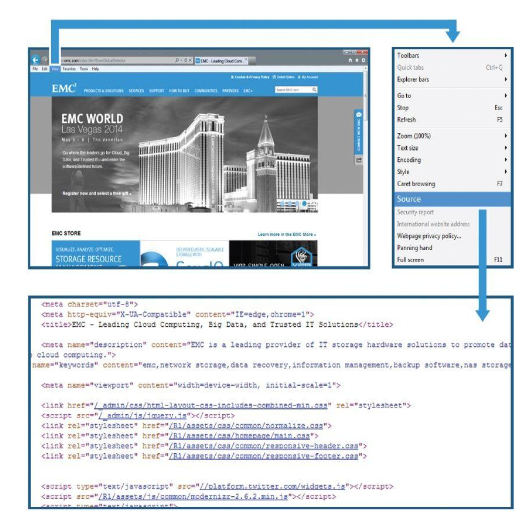 File Edit View Favorites Tools Help
EMC²
PRODUCTS & SOLUTIONS SERVICES SUPPORT HOW TO BUY COMMUNITIES PARTNERS EMC+
EMC WORLD
Las Vegas 2014
Register now and select a their gift »
EMC STORE
Learn more in the EMC Store »
VISUALIZE. ANALYZE. OPTIMIZE.
STORAGE RESOURCE
Toolbars
Quick tabs Ctrl+Q
Explorer bars
Go to
Stop Esc
Refresh F5
Zoom (100%)
Text size
Encoding
Style
Caret browsing F7
Source
Security report
International website address
Webpage privacy policy...
Panning hand
Full screen F11
<meta charset="utf-8">
<meta http-equiv="X-UA-Compatible" content="IE=edge,chrome=1">
<title>EMC - Leading Cloud Computing, Big Data, and Trusted IT Solutions</title>
<meta name="description" content="EMC is a leading provider of IT storage hardware solutions to promote dat
cloud computing.">
name="keywords" content="emc,network storage,data recovery,information management,backup software,nas storage
<meta name="viewport" content="width=device-width, initial-scale=1">
<link href="/_admin/css/html-layout-css-includes-combined-min.css" rel="stylesheet">
<script src="/_admin/js/jquery.js"></script>
<link rel="stylesheet" href="/R1/assets/css/common/normalize.css">
<link rel="stylesheet" href="/R1/assets/css/homepage/main.css">
<link rel="stylesheet" href="/R1/assets/css/common/responsive-header.css">
<link rel="stylesheet" href="/R1/assets/css/common/responsive-footer.css">
<script type="text/javascript" src="//platform.twitter.com/widgets.js"></script>
<script src="/R1/assets/js/common/modernizr-2.6.2.min.js"></script>
<script type="text/javascript">